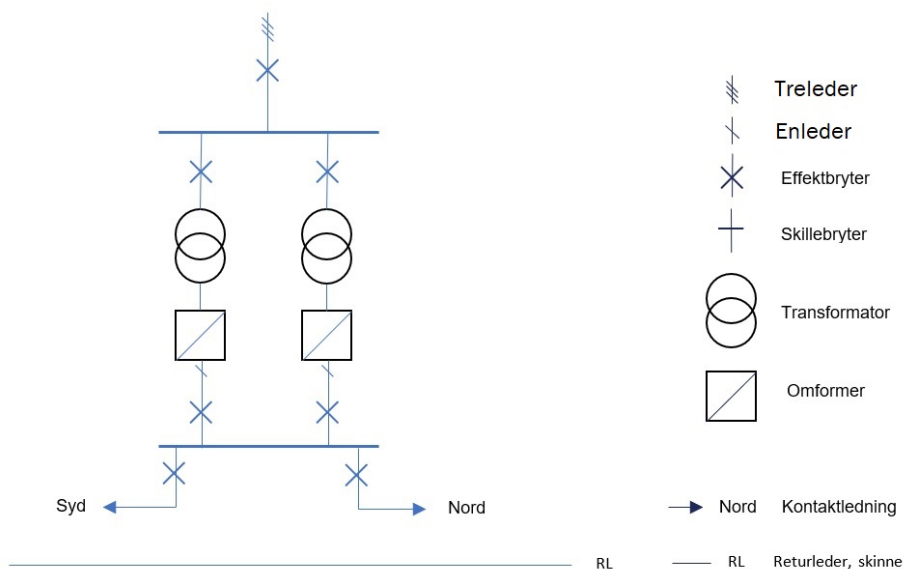 Treleder
Enleder
Effektbryter
Skillebryter
Transformator
Omformer
Syd
Nord
Nord Kontaktledning
RL
RL Returleder, skinne